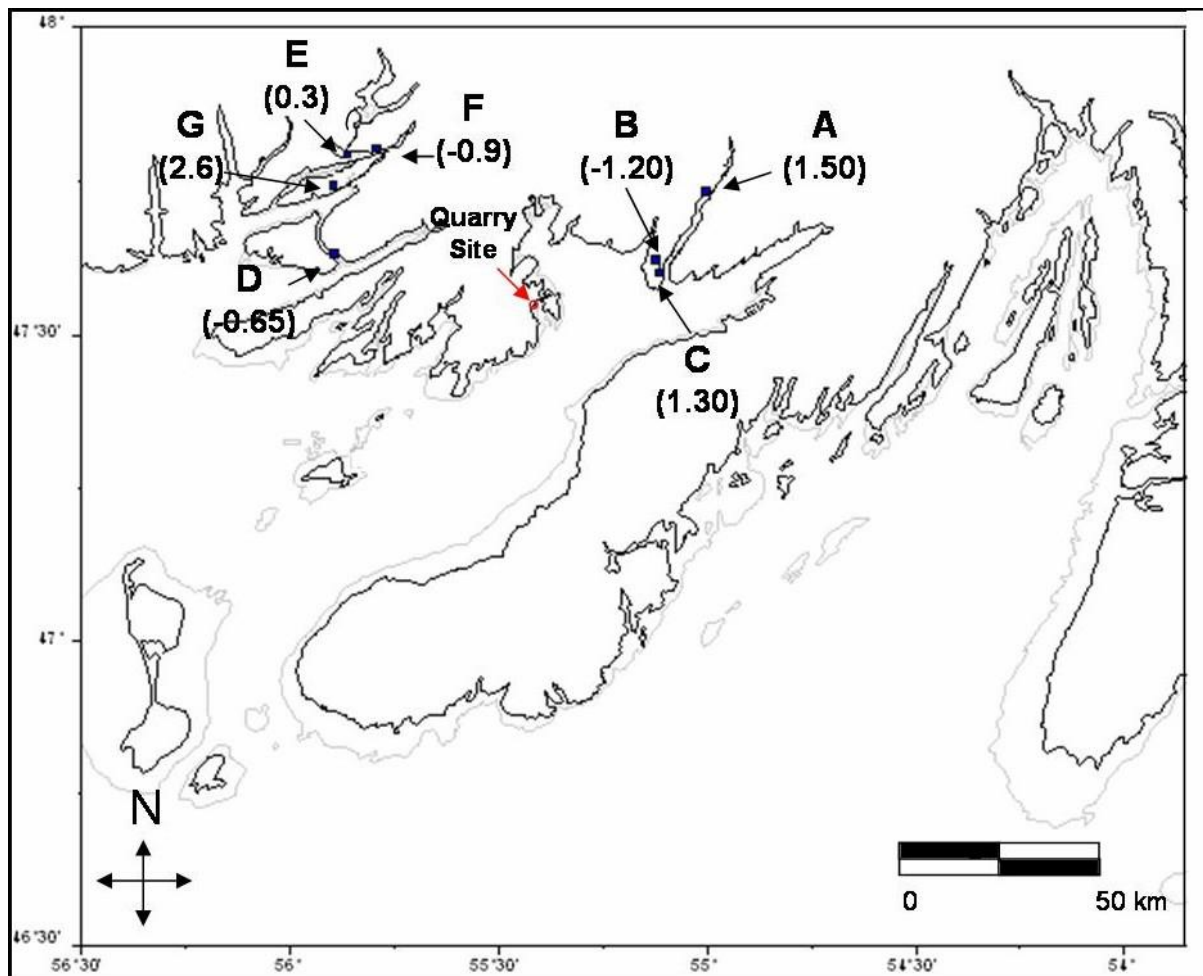 48°
E
(0.3)
F
(-0.9)
G
(2.6)
B
(-1.20)
A
(1.50)
Quarry
Site
D
(-0.65)
47°30'
C
(1.30)
47°
N
0 50 km
46°30'
56°30' 56° 55°30' 55° 54°30' 54°